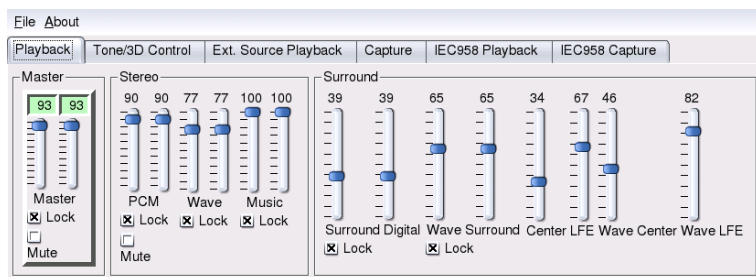 File About
Playback Tone/3D Control Ext. Source Playback Capture IEC958 Playback IEC958 Capture
Master Stereo Surround
93 93 90 90 77 77 100 100 39 39 65 65 34 67 46 82
Master PCM Wave Music Surround Digital Wave Surround Center LFE Wave Center Wave LFE
Lock Lock Lock Lock Lock Lock
Mute Mute